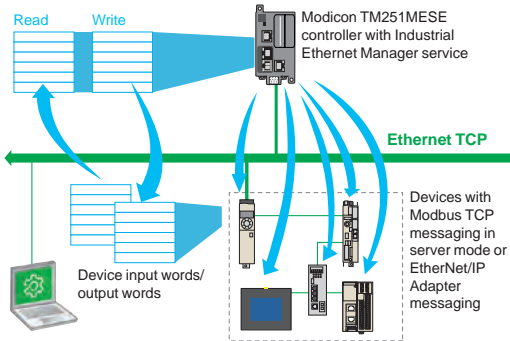 Read
Write
Modicon TM251MESE
controller with Industrial
Ethernet Manager service
Ethernet TCP
Device input words/
output words
Devices with
Modbus TCP
messaging in
server mode or
EtherNet/IP
Adapter
messaging